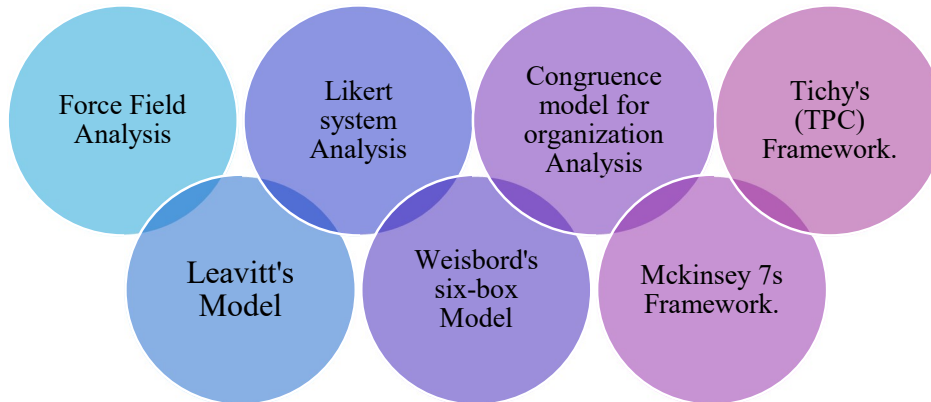 Force Field
Analysis
Leavitt's
Model
Likert
system
Analysis
Weisbord's
six-box
Model
Congruence
model for
organization
Analysis
Mckinsey 7s
Framework.
Tichy's
(TPC)
Framework.